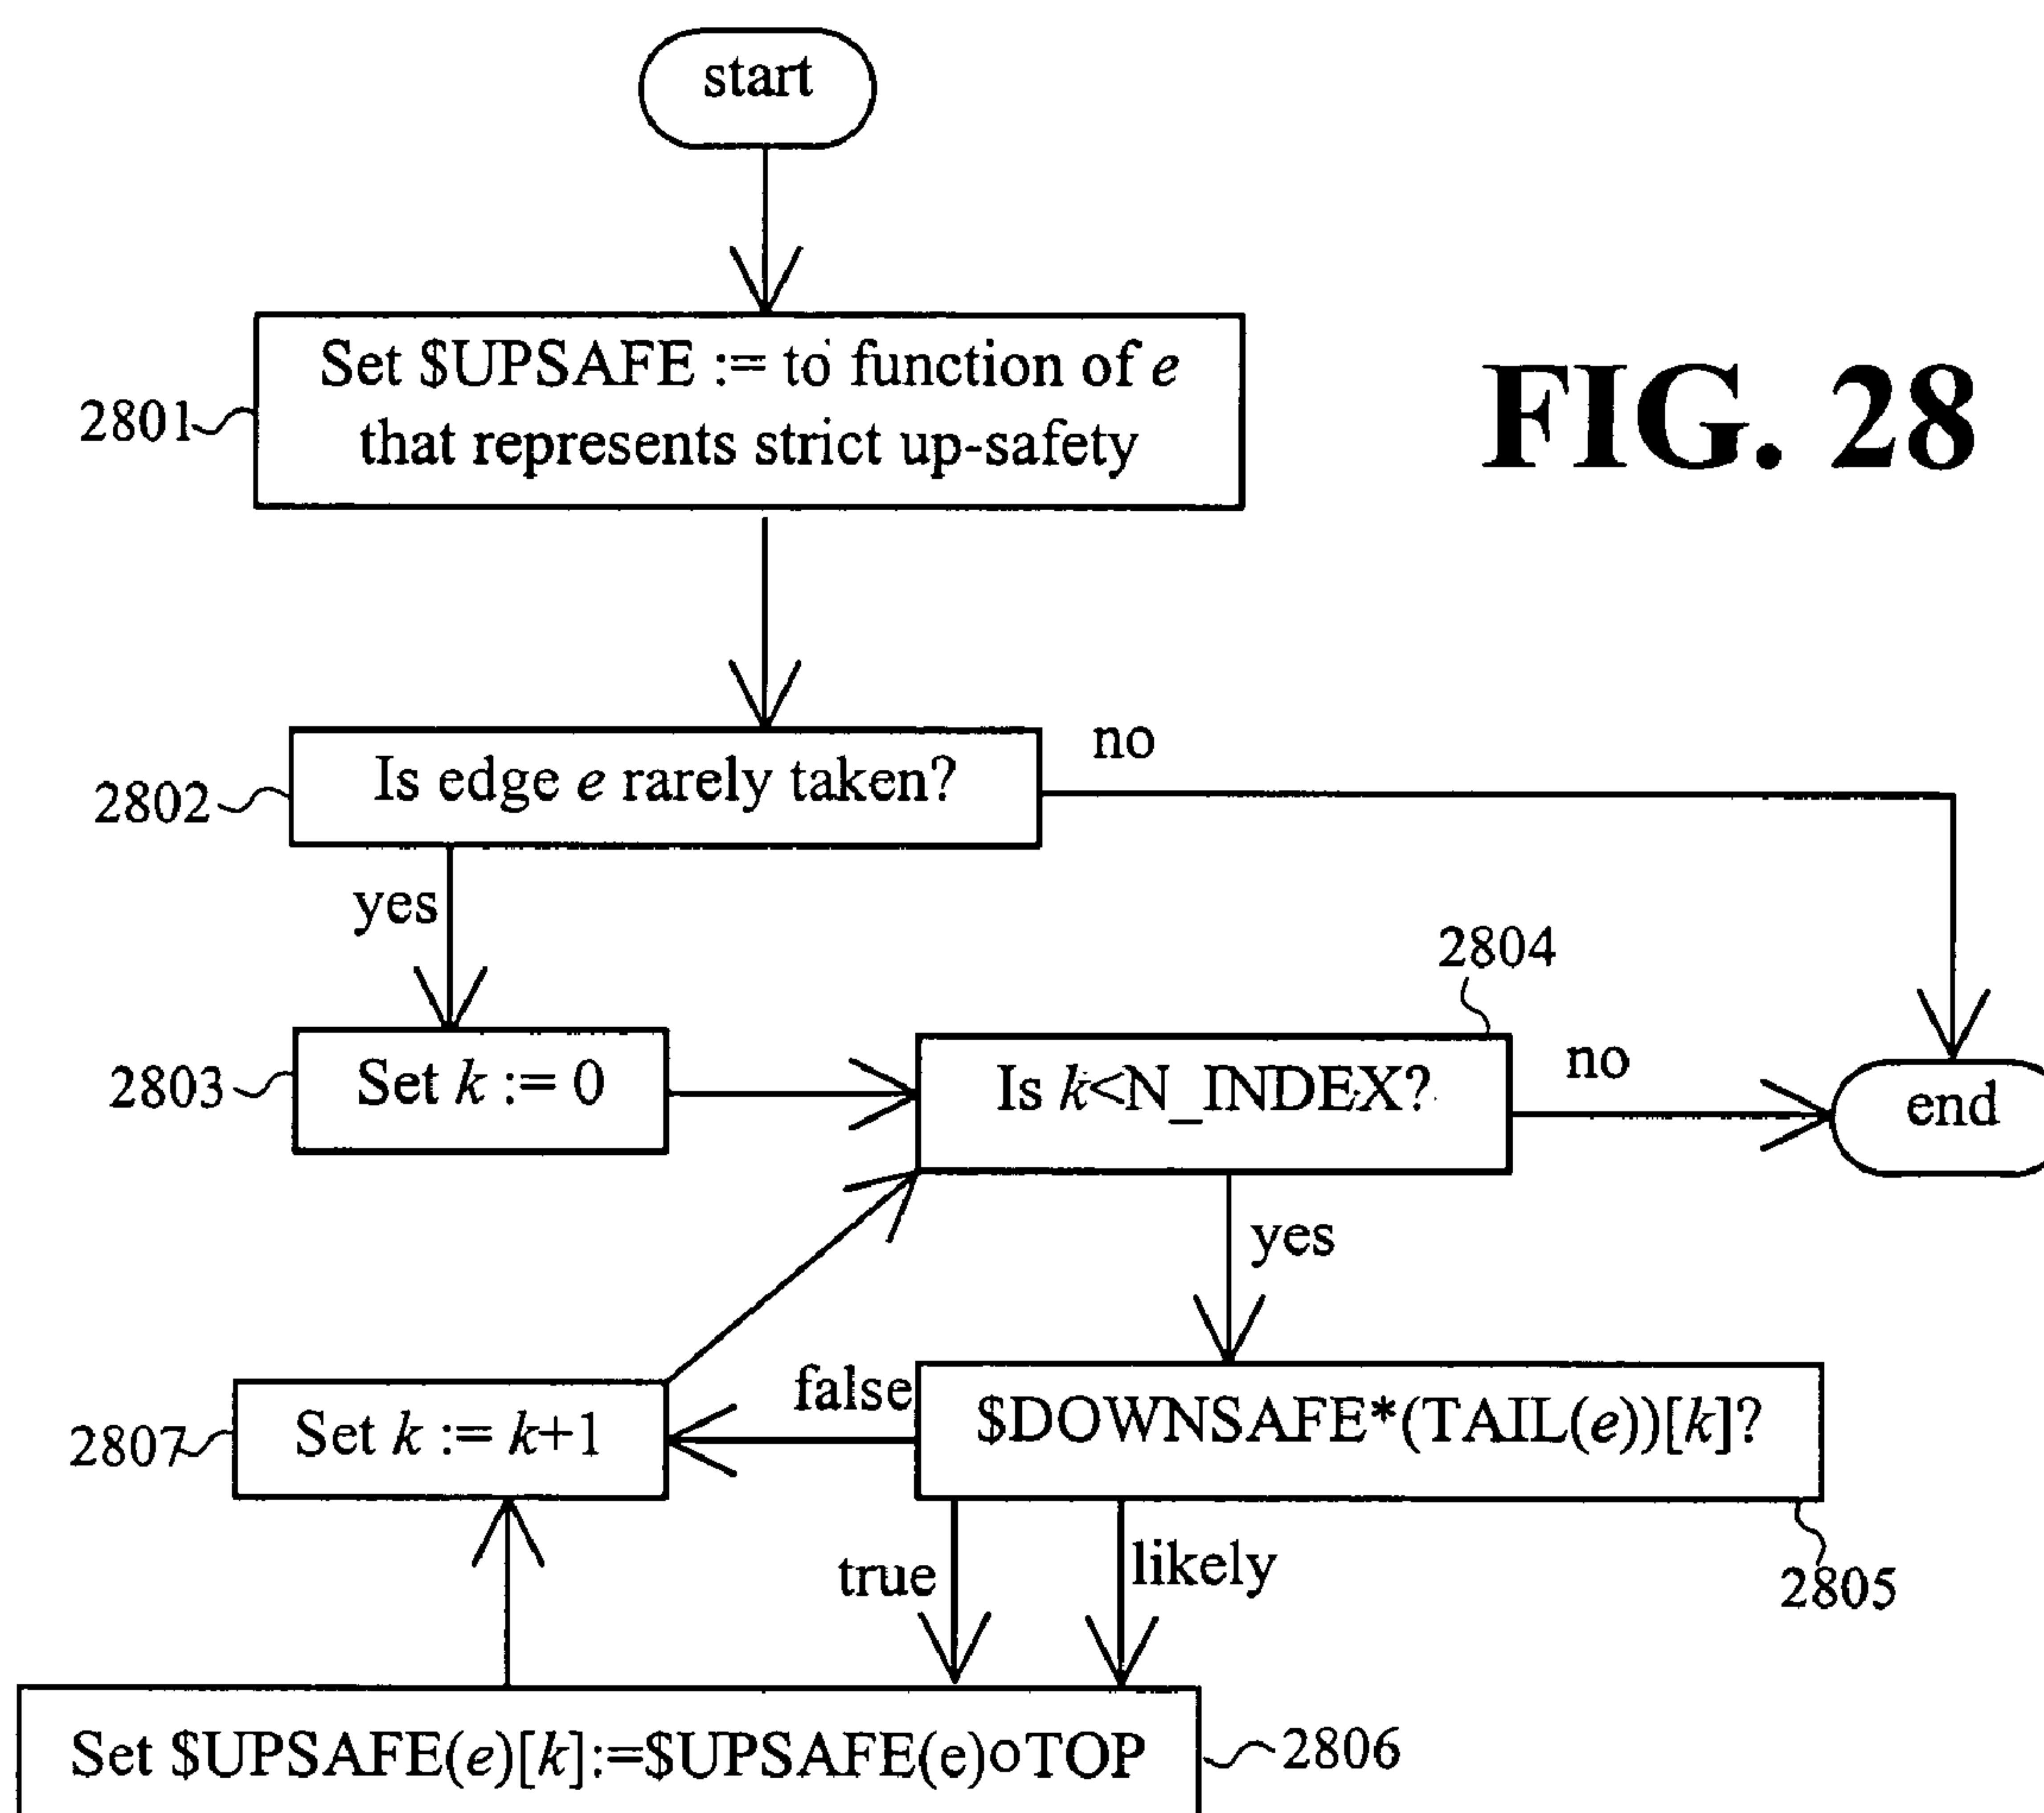 start
Set $UPSAFE := to function of e
that represents strict up-safety
2801
FIG. 28
Is edge e rarely taken?
no
2802
yes
2804
Set k := 0
2803
Is k<N_INDEX?
no
end
yes
false
$DOWNSAFE*(TAIL(e))[k]?
Set k := k+1
2807
true
likely
2805
Set $UPSAFE(e)[k]:=$UPSAFE(e)oTOP
2806